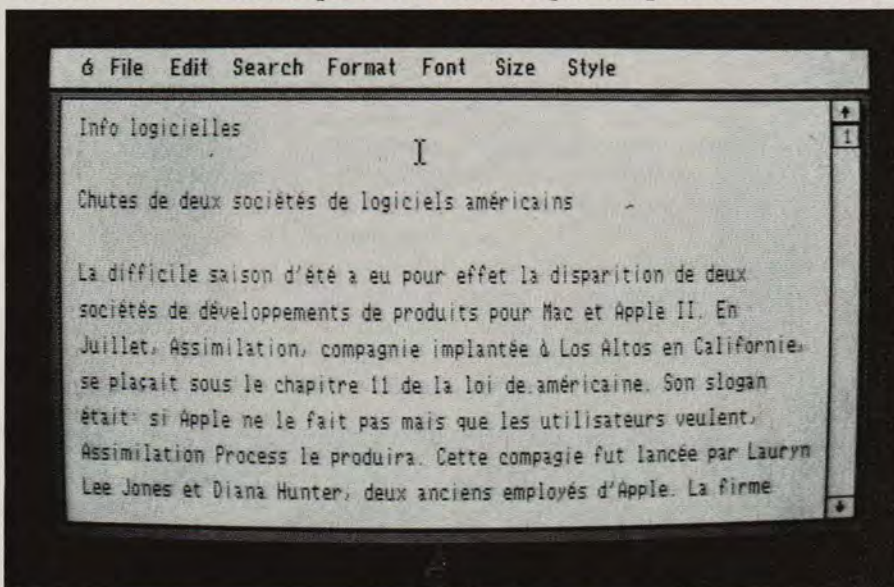 File Edit Search Format Font Size Style
Info logicielles
1
Chutes de deux sociétés de logiciels américains
La difficile saison d'été a eu pour effet la disparition de deux
sociétés de développements de produits pour Mac et Apple II. En
Juillet, Assimilation, compagnie implantée à Los Altos en Californie,
se plaçait sous le chapitre 11 de la loi de américaine. Son slogan
était: si Apple ne le fait pas mais que les utilisateurs veulent,
Assimilation Process le produira. Cette compagie fut lancée par Lauryn
Lee Jones et Diana Hunter, deux anciens employés d'Apple. La firme